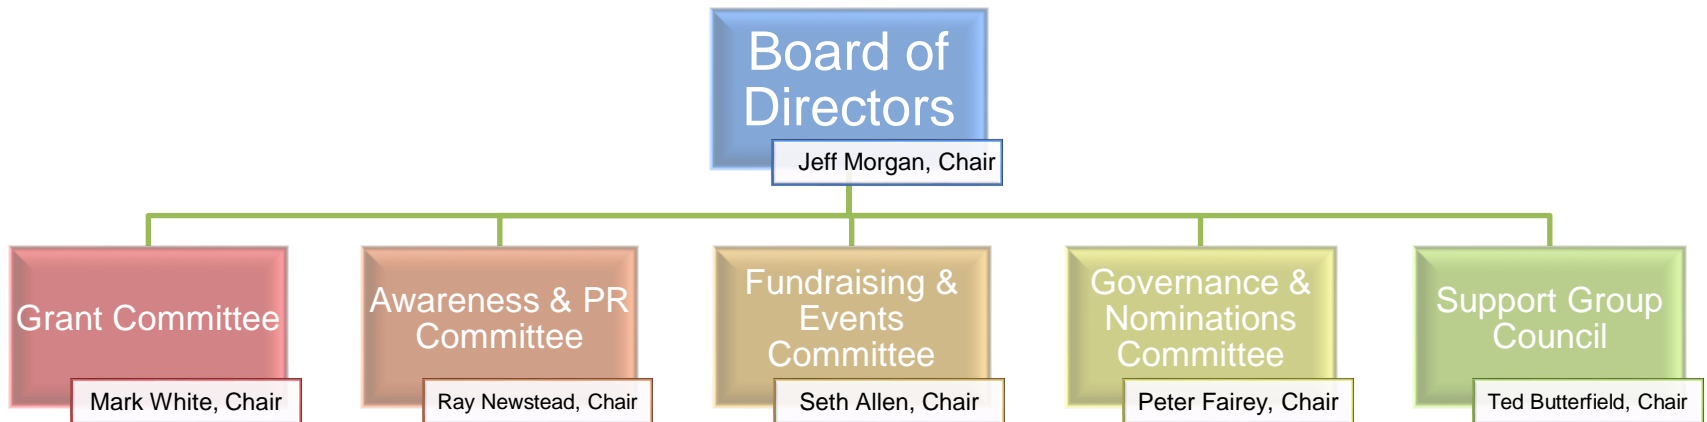 Board of
Directors
Jeff Morgan, Chair
Grant Committee
Mark White, Chair
Awareness & PR
Committee
Ray Newstead, Chair
Fundraising &
Events
Committee
Seth Allen, Chair
Governance &
Nominations
Committee
Peter Fairey, Chair
Support Group
Council
Ted Butterfield, Chair